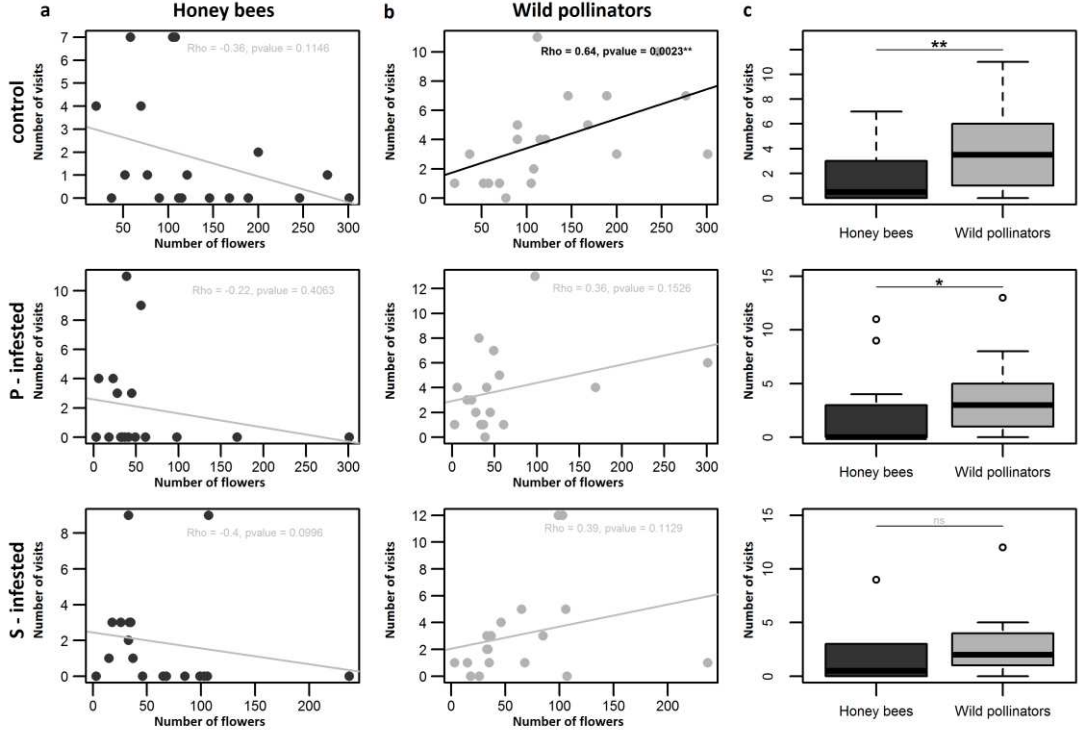 a Honey bees b Wild pollinators c
control
Number of visits
7
6
5
4
3
2
1
0
Rho = -0.36, pvalue = 0.1146
50 100 150 200 250 300
Number of flowers
Number of visits
10
8
6
4
2
0
Rho = 0.64, pvalue = 0.0023**
50 100 150 200 250 300
Number of flowers
Number of visits
10
8
6
4
2
0
**
Honey bees Wild pollinators
P - infested
Number of visits
10
8
6
4
2
0
Rho = -0.22, pvalue = 0.4063
0 50 100 150 200 250 300
Number of flowers
Number of visits
12
10
8
6
4
2
0
Rho = 0.36, pvalue = 0.1526
0 50 100 150 200 250 300
Number of flowers
Number of visits
15
10
5
0
*
Honey bees Wild pollinators
S - infested
Number of visits
8
6
4
2
0
Rho = -0.4, pvalue = 0.0996
0 50 100 150 200
Number of flowers
Number of visits
12
10
8
6
4
2
0
Rho = 0.39, pvalue = 0.1129
0 50 100 150 200
Number of flowers
Number of visits
15
10
5
0
ns
Honey bees Wild pollinators